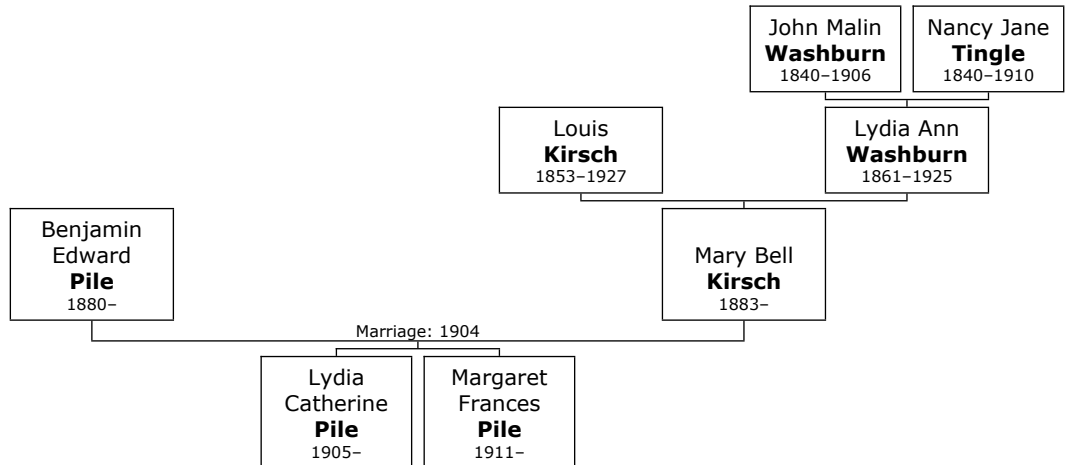 John Malin
Washburn
1840–1906
Nancy Jane
Tingle
1840–1910
Louis
Kirsch
1853–1927
Lydia Ann
Washburn
1861–1925
Benjamin
Edward
Pile
1880–
Mary Bell
Kirsch
1883–
Marriage: 1904
Lydia
Catherine
Pile
1905–
Margaret
Frances
Pile
1911–